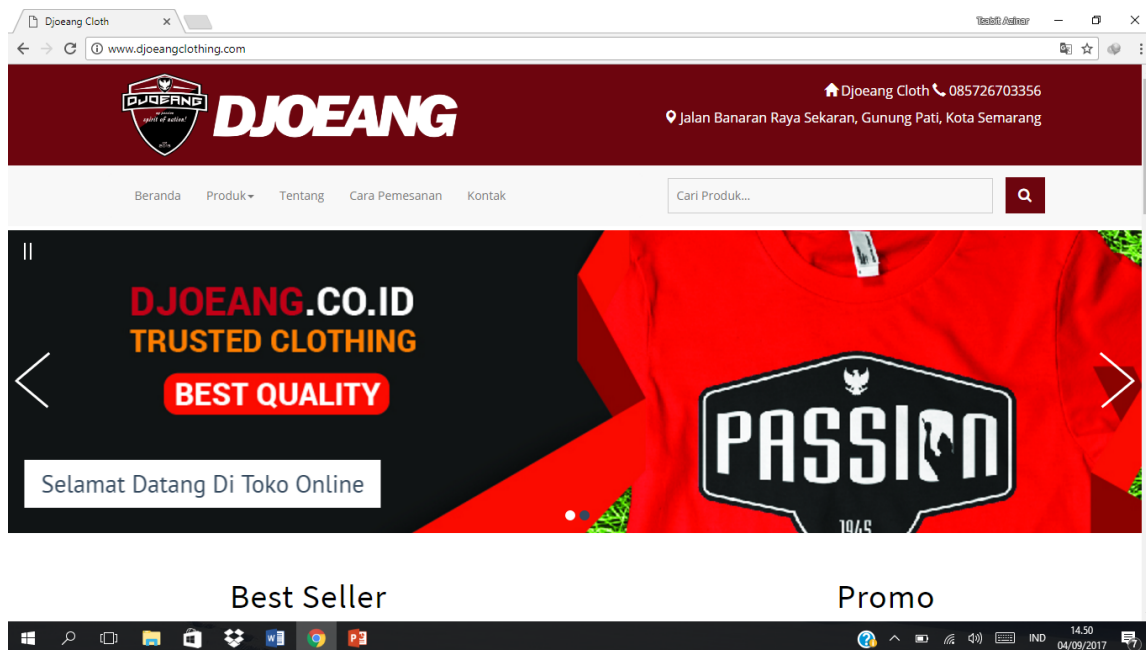 Djoeang Cloth
Tsabit Azinar
www.djoeangclothing.com
DJOEANG
spirit of nation!
DJOEANG
Djoeang Cloth 085726703356
Jalan Banaran Raya Sekaran, Gunung Pati, Kota Semarang
Beranda Produk Tentang Cara Pemesanan Kontak
Cari Produk...
DJOEANG.CO.ID
TRUSTED CLOTHING
BEST QUALITY
Selamat Datang Di Toko Online
PASSION
1945
Best Seller
Promo
IND
14.50
04/09/2017
7